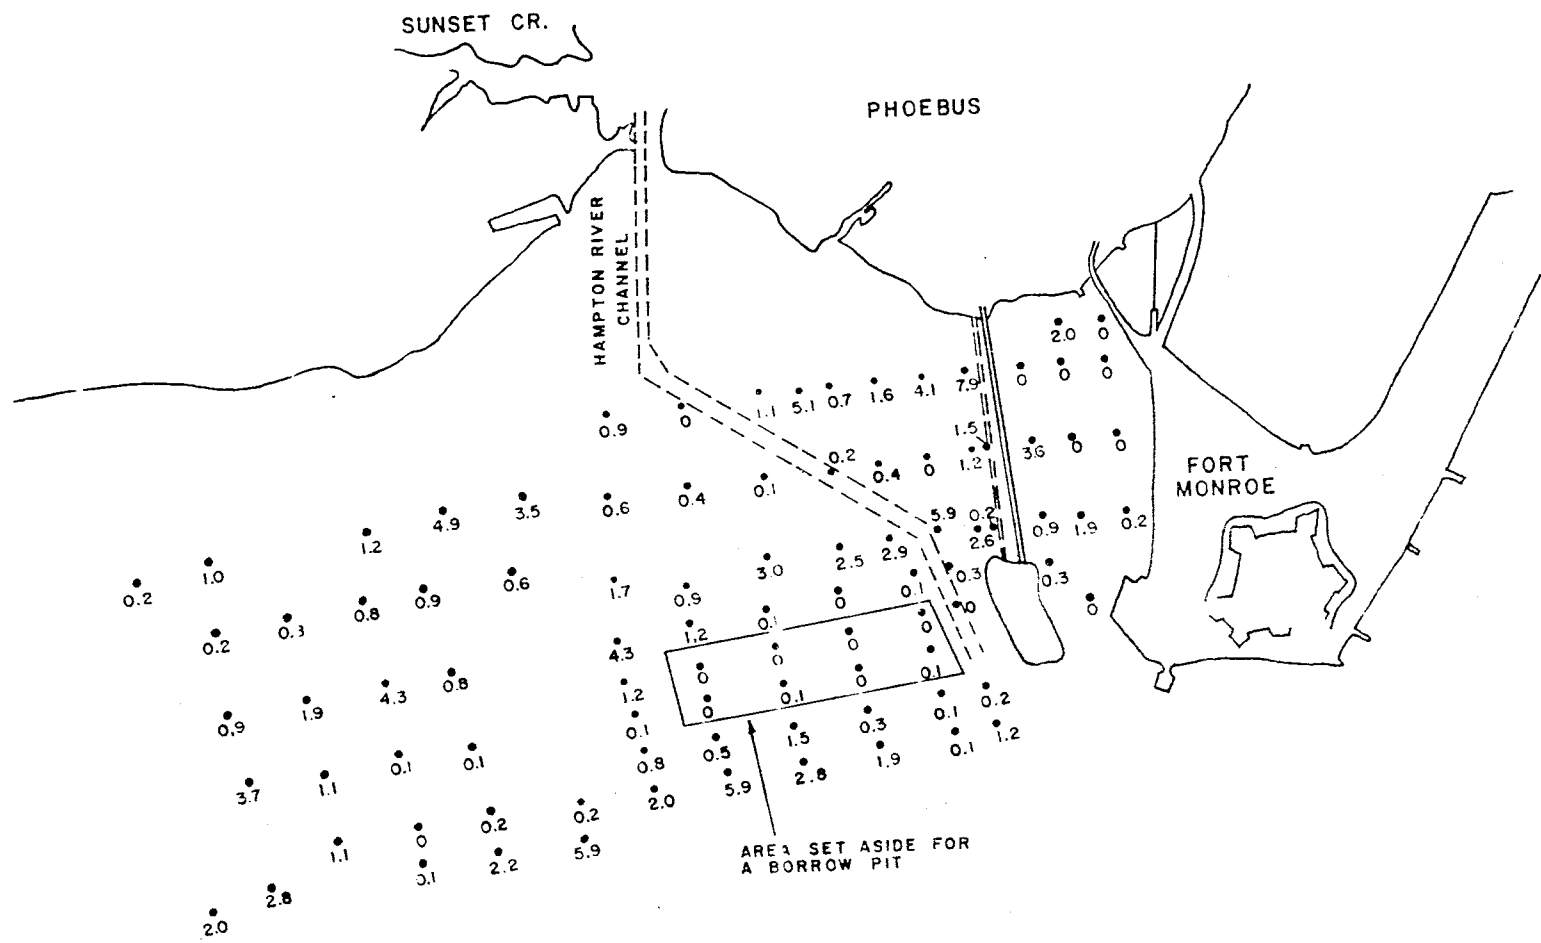 SUNSET CR.
PHOEBUS
HAMPTON RIVER
CHANNEL
2.0 0
0 0 0
1.1 5.1 0.7 1.6 4.1 7.9
0.9 0
1.5
3.6 0 0
0.2 0.4 0 1.2
FORT
MONROE
4.9 3.5 0.6 0.4 0.1
5.9 0.2
0.9 1.9 0.2
1.2
3.0 2.5 2.9 2.6
0.2 1.0
0.3 0.3
0.8 0.9 0.6 1.7 0.9 0 0
0
0.2 0.1
1.2 0 0
4.3 0 0 0.1
0.9 1.9 4.3 0.8
1.2 0 0.1 0.2
0.1 0.3 0.1
3.7 1.1 0.1 0.1
0.8 0.5 1.5 1.9 0.1 1.2
2.0 5.9 2.8
1.1 0 0.2 0.2
0.1 2.2 5.9
AREA SET ASIDE FOR
A BORROW PIT
2.0 2.8